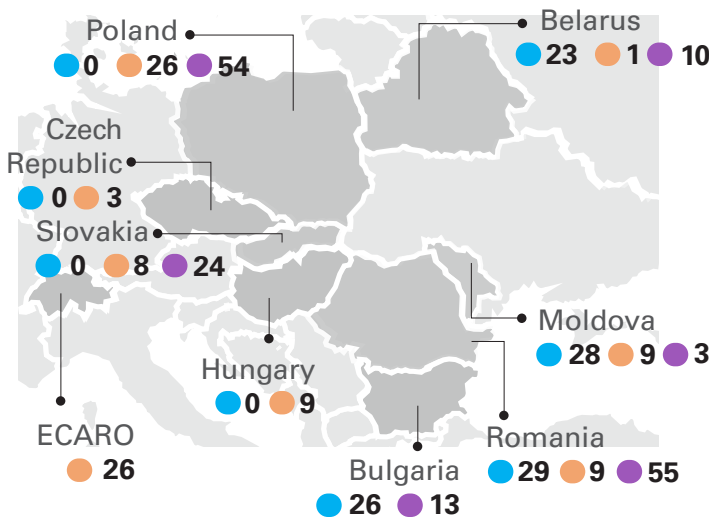 Poland
0 26 54
Belarus
23 1 10
Czech
Republic
0 3
Slovakia
0 8 24
Moldova
28 9 3
Hungary
0 9
ECARO
26
Romania
29 9 55
Bulgaria
26 13